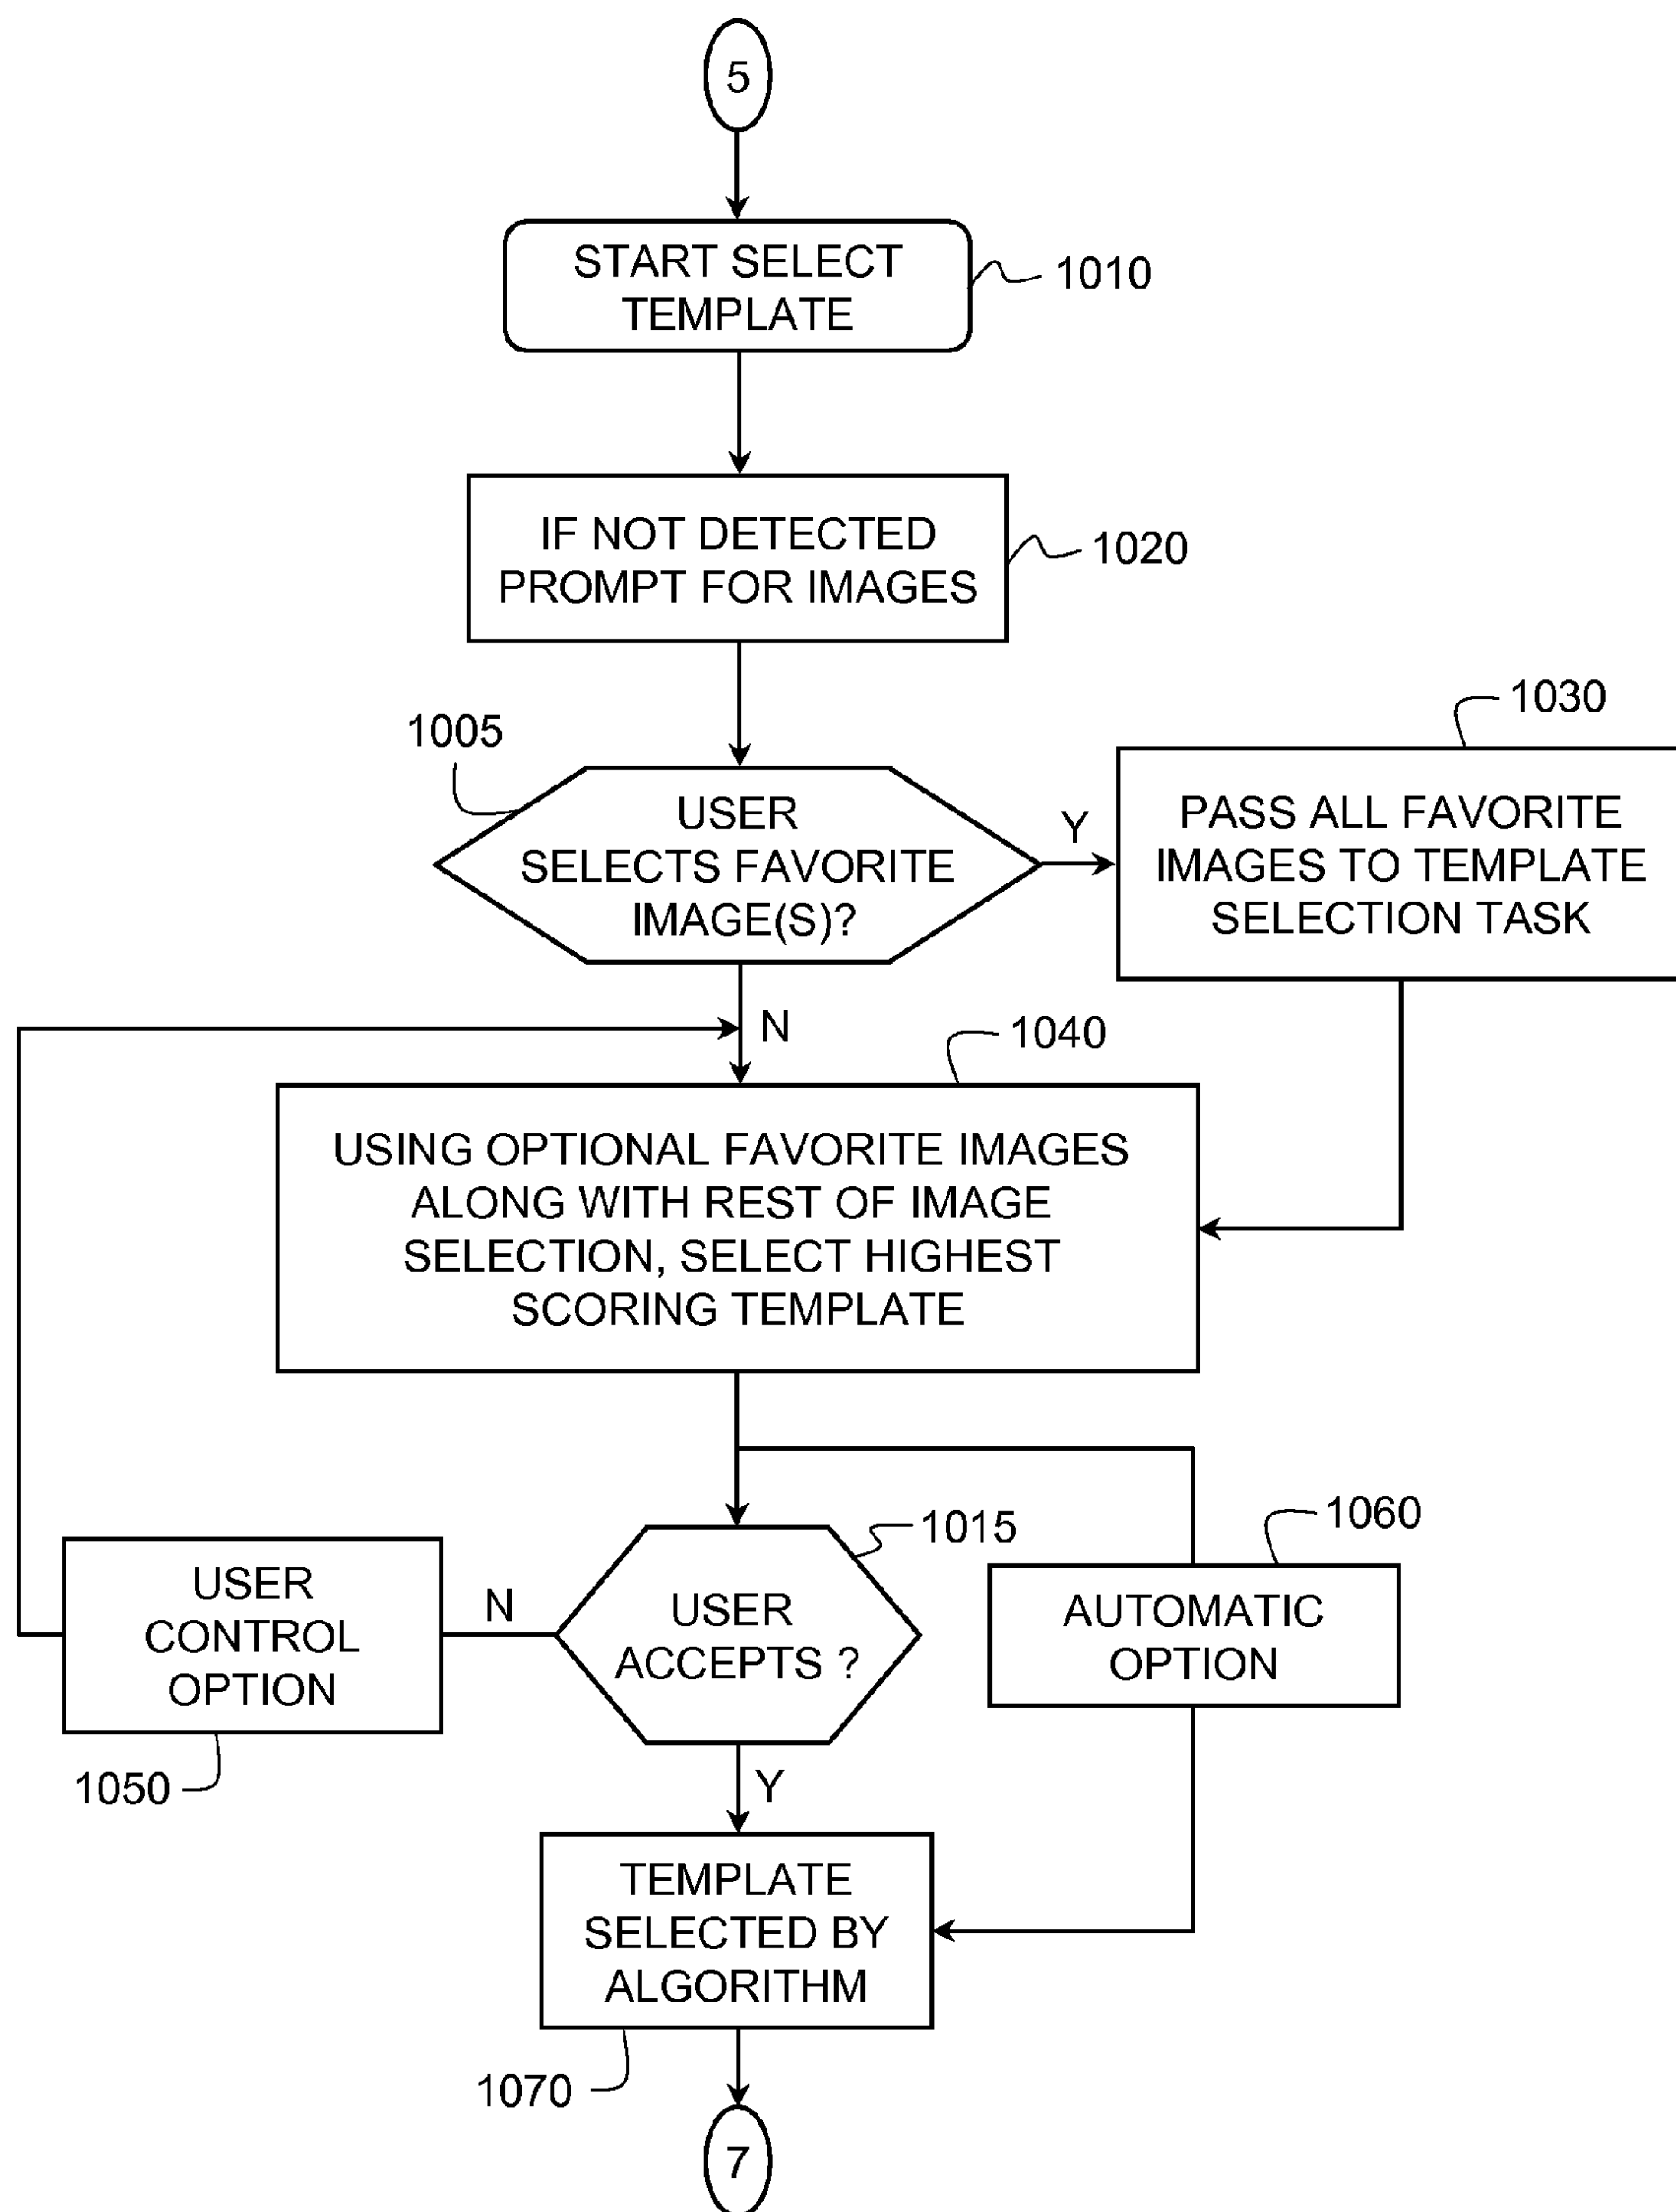 5
START SELECT
TEMPLATE
1010
IF NOT DETECTED
PROMPT FOR IMAGES
1020
1005
USER
SELECTS FAVORITE
IMAGE(S)?
Y
1030
PASS ALL FAVORITE
IMAGES TO TEMPLATE
SELECTION TASK
N
1040
USING OPTIONAL FAVORITE IMAGES
ALONG WITH REST OF IMAGE
SELECTION, SELECT HIGHEST
SCORING TEMPLATE
1015
1060
USER
CONTROL
OPTION
N
USER
ACCEPTS ?
AUTOMATIC
OPTION
1050
Y
TEMPLATE
SELECTED BY
ALGORITHM
1070
7